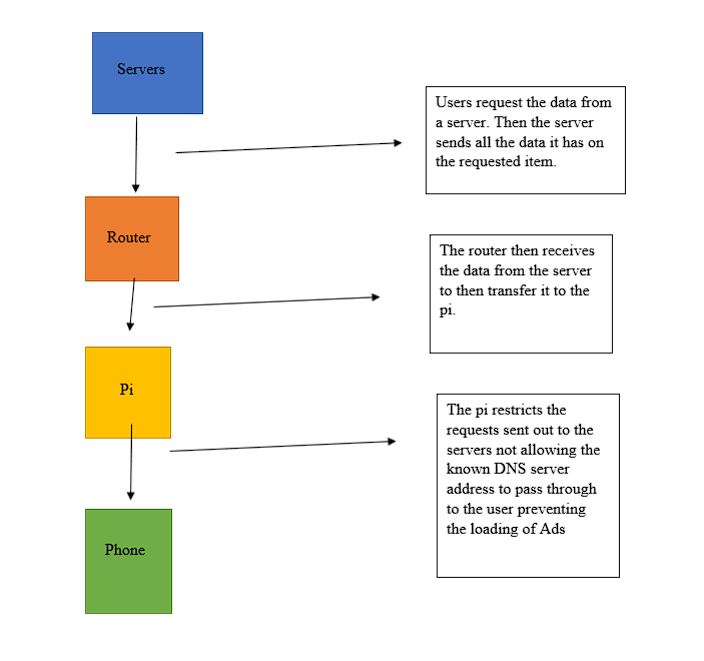 Servers
Users request the data from
a server. Then the server
sends all the data it has on
the requested item.
Router
The router then receives
the data from the server
to then transfer it to the
pi.
Pi
The pi restricts the
requests sent out to the
servers not allowing the
known DNS server
address to pass through
to the user preventing
the loading of Ads
Phone